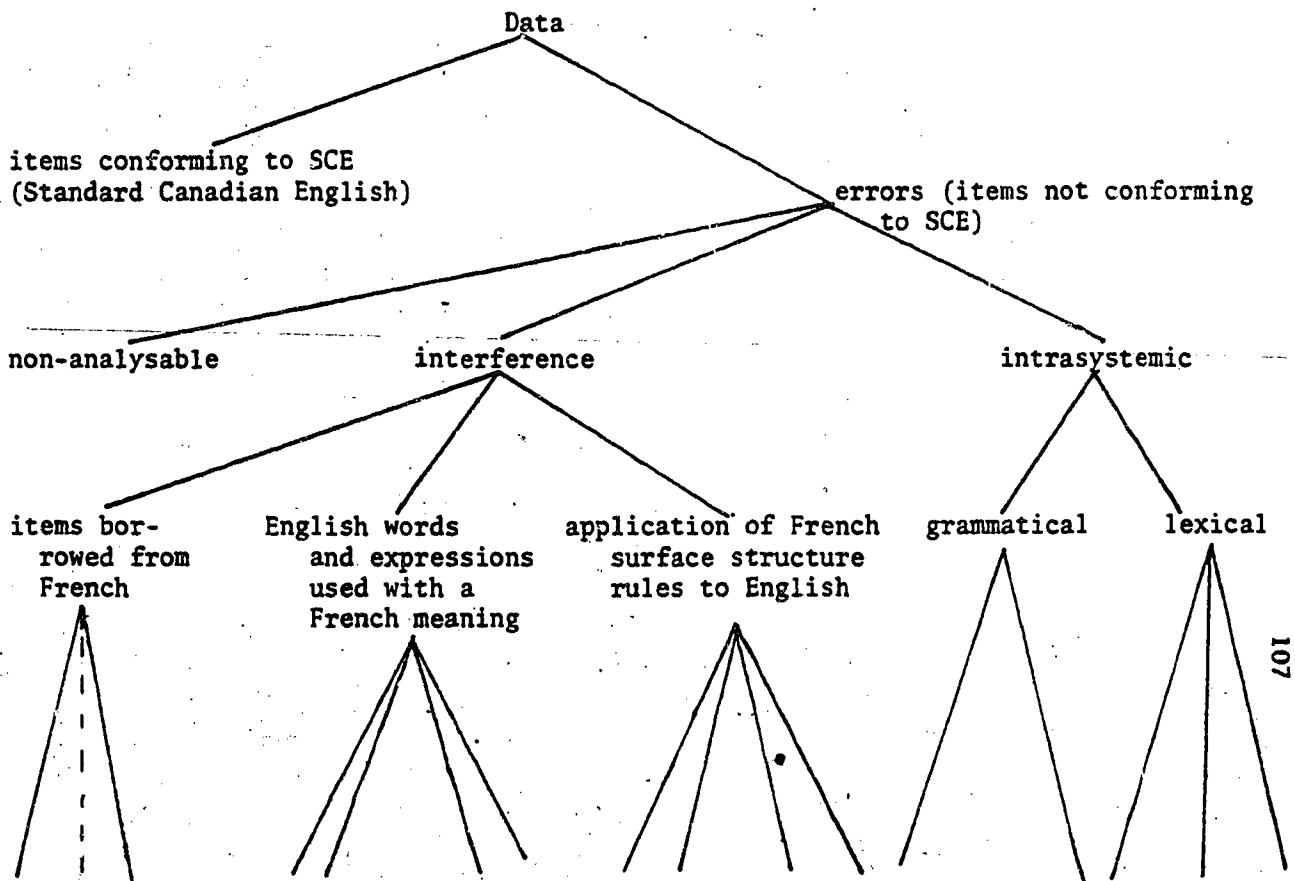 Data
items conforming to SCE
(Standard Canadian English)
errors (items not conforming
to SCE)
non-analysable
interference
intrasystemic
items bor-
rowed from
French
English words
and expressions
used with a
French meaning
application of French
surface structure
rules to English
grammatical
lexical
107